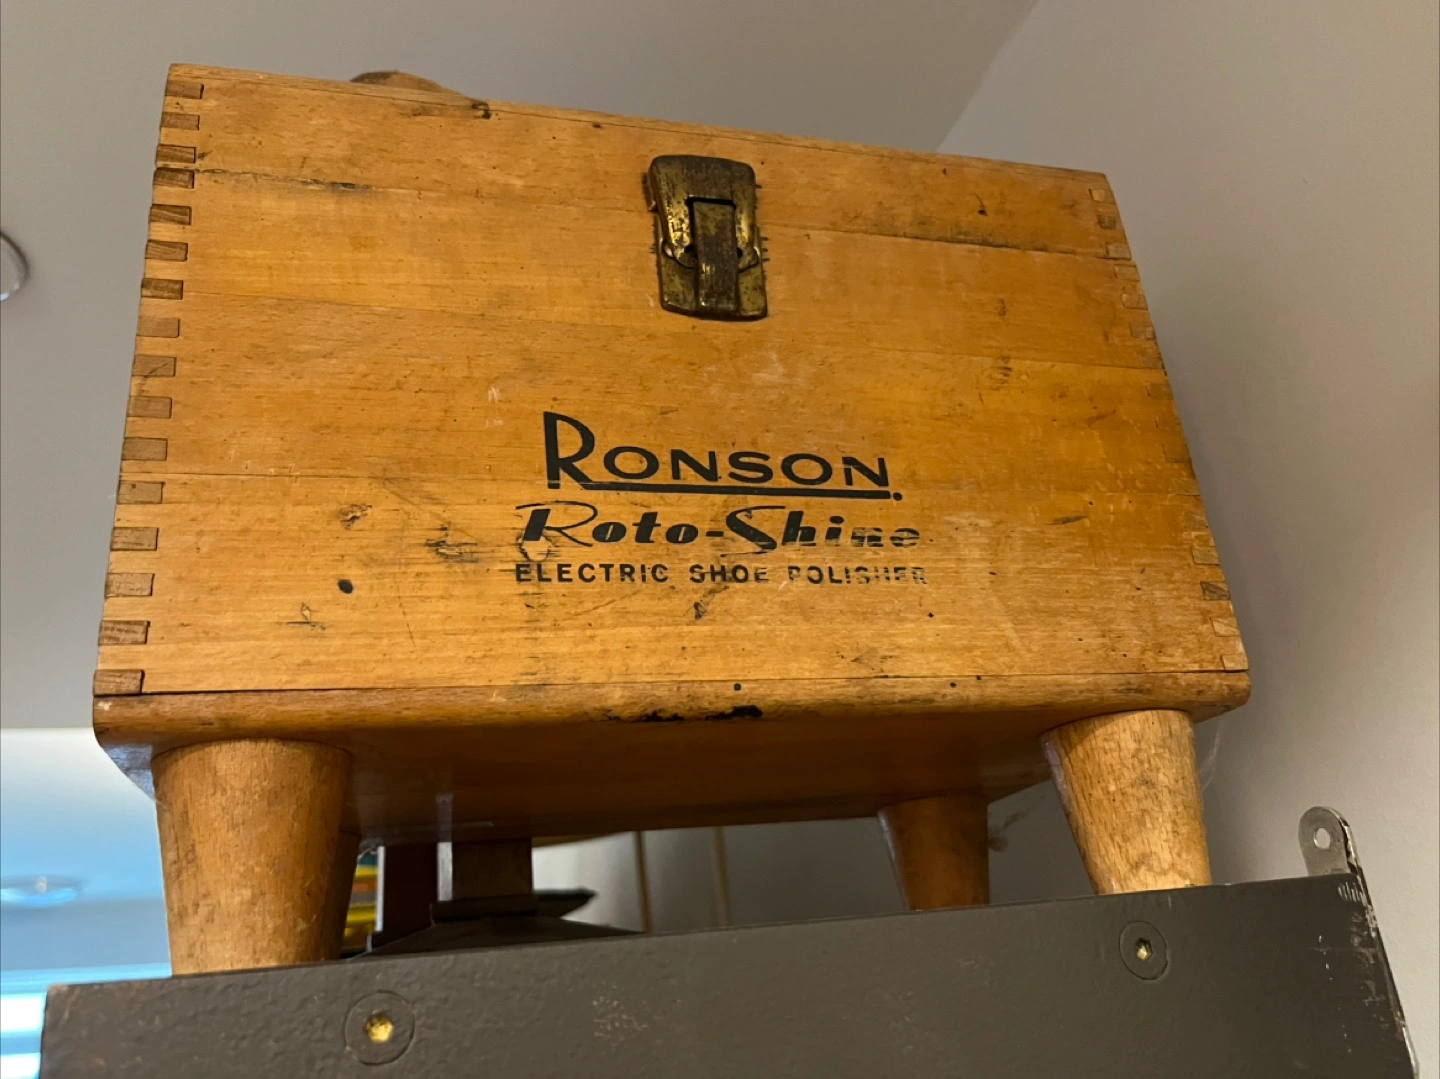 RONSON.
Roto-Shine
ELECTRIC SHOE POLISHER